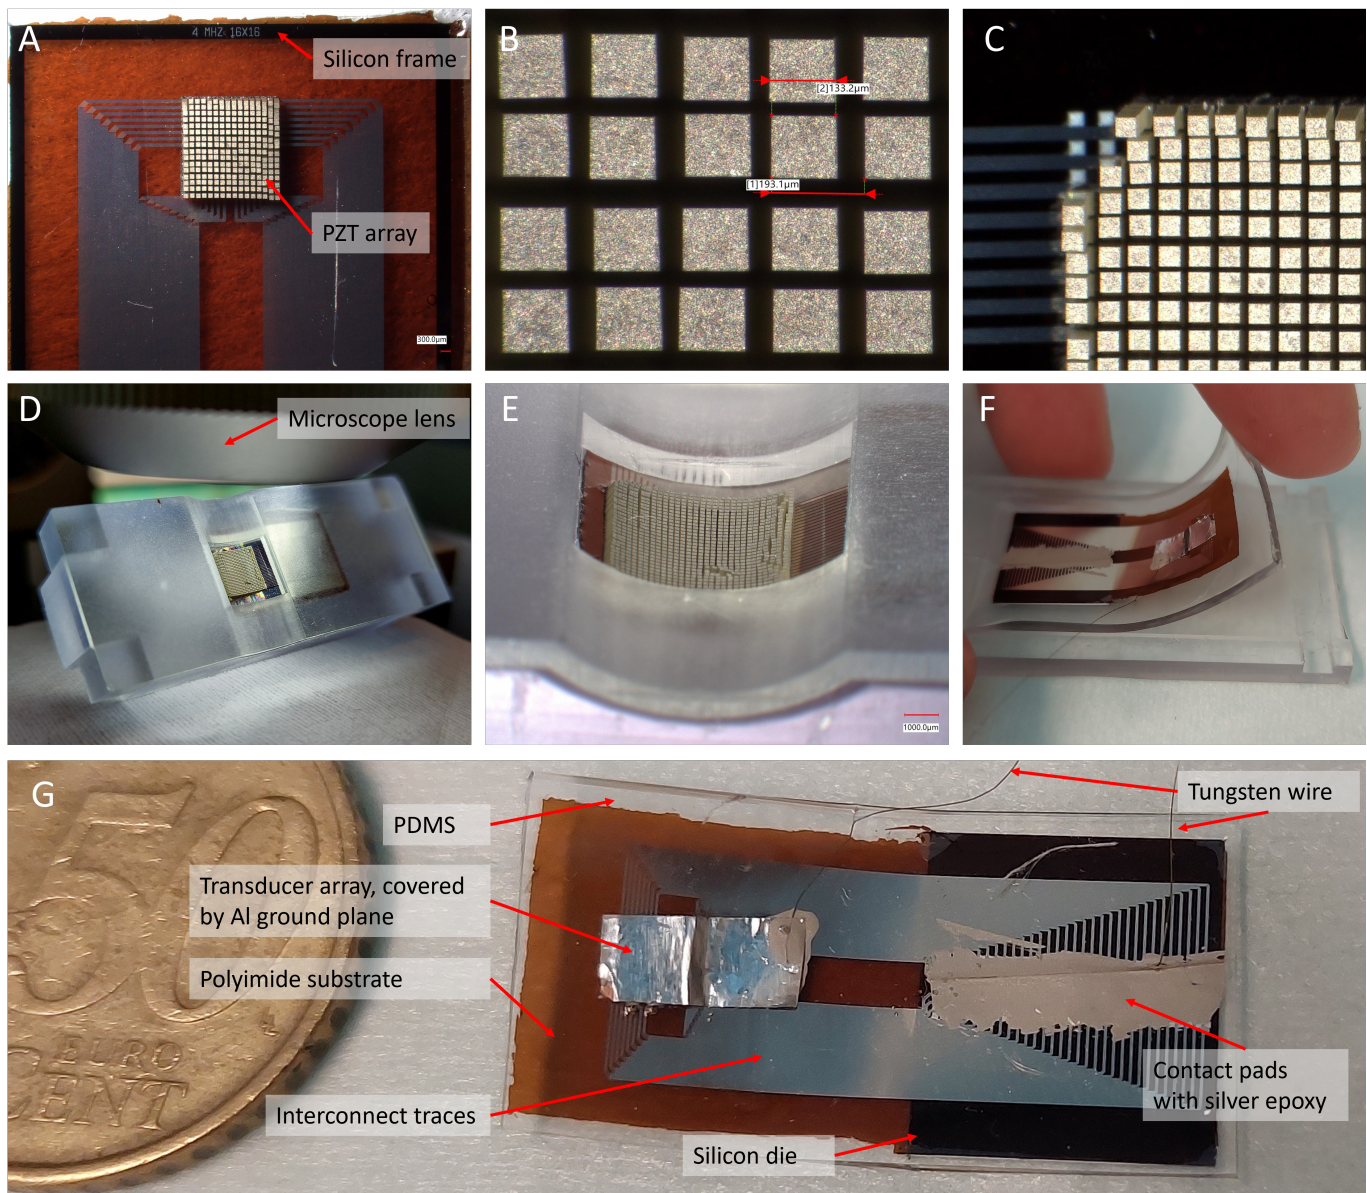 A
4 MHZ 16X16
Silicon frame
PZT array
300.0µm
B
[2]133.2µm
[1]193.1µm
C
D
Microscope lens
E
1000.0µm
F
G
50
EURO
CENT
PDMS
Tungsten wire
Transducer array, covered
by Al ground plane
Polyimide substrate
Interconnect traces
Contact pads
with silver epoxy
Silicon die